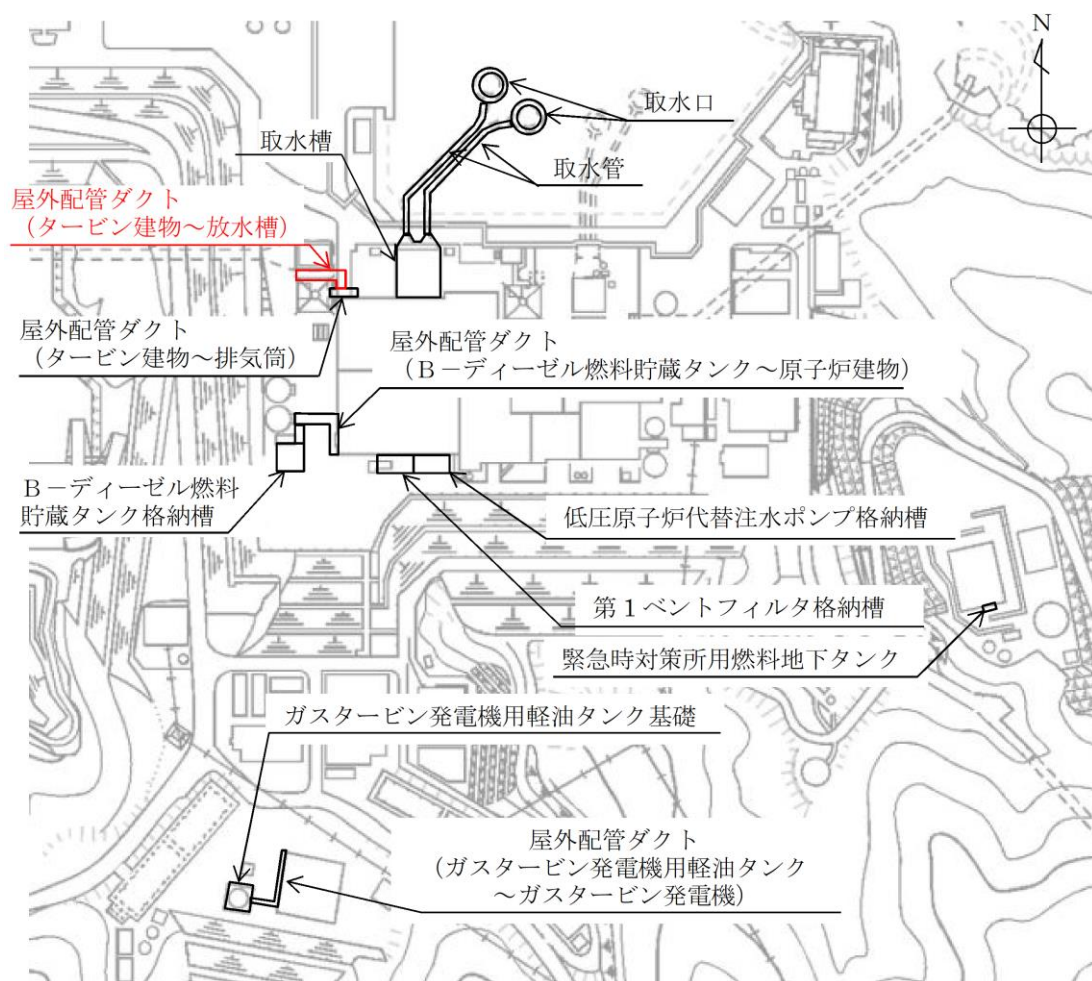 N
取水口
取水槽
取水管
屋外配管ダクト
(タービン建物~放水槽)
屋外配管ダクト
(タービン建物~排気筒)
屋外配管ダクト
(B-ディーゼル燃料貯蔵タンク~原子炉建物)
B-ディーゼル燃料
貯蔵タンク格納槽
低圧原子炉代替注水ポンプ格納槽
第1ベントフィルタ格納槽
緊急時対策所用燃料地下タンク
ガスタービン発電機用軽油タンク基礎
屋外配管ダクト
(ガスタービン発電機用軽油タンク
~ガスタービン発電機)